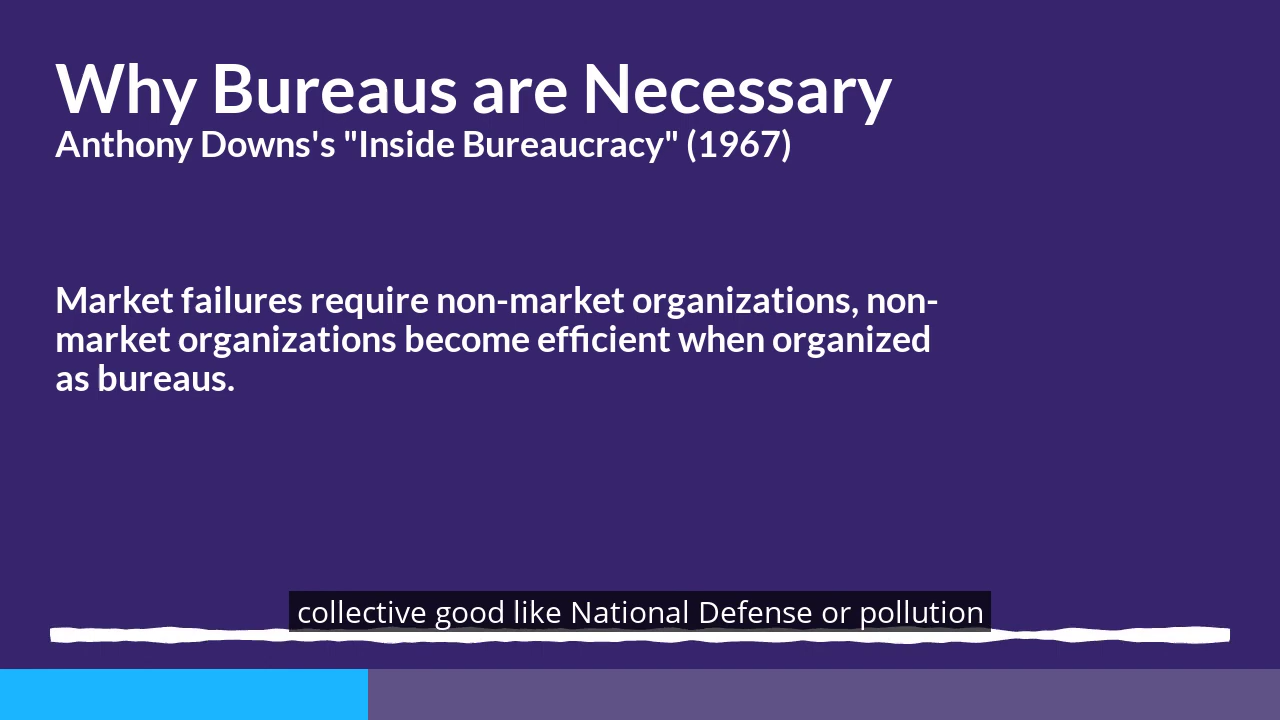 Why Bureaus are Necessary
Anthony Downs's "Inside Bureaucracy" (1967)
Market failures require non-market organizations, non-
market organizations become efficient when organized
as bureaus.
collective good like National Defense or pollution